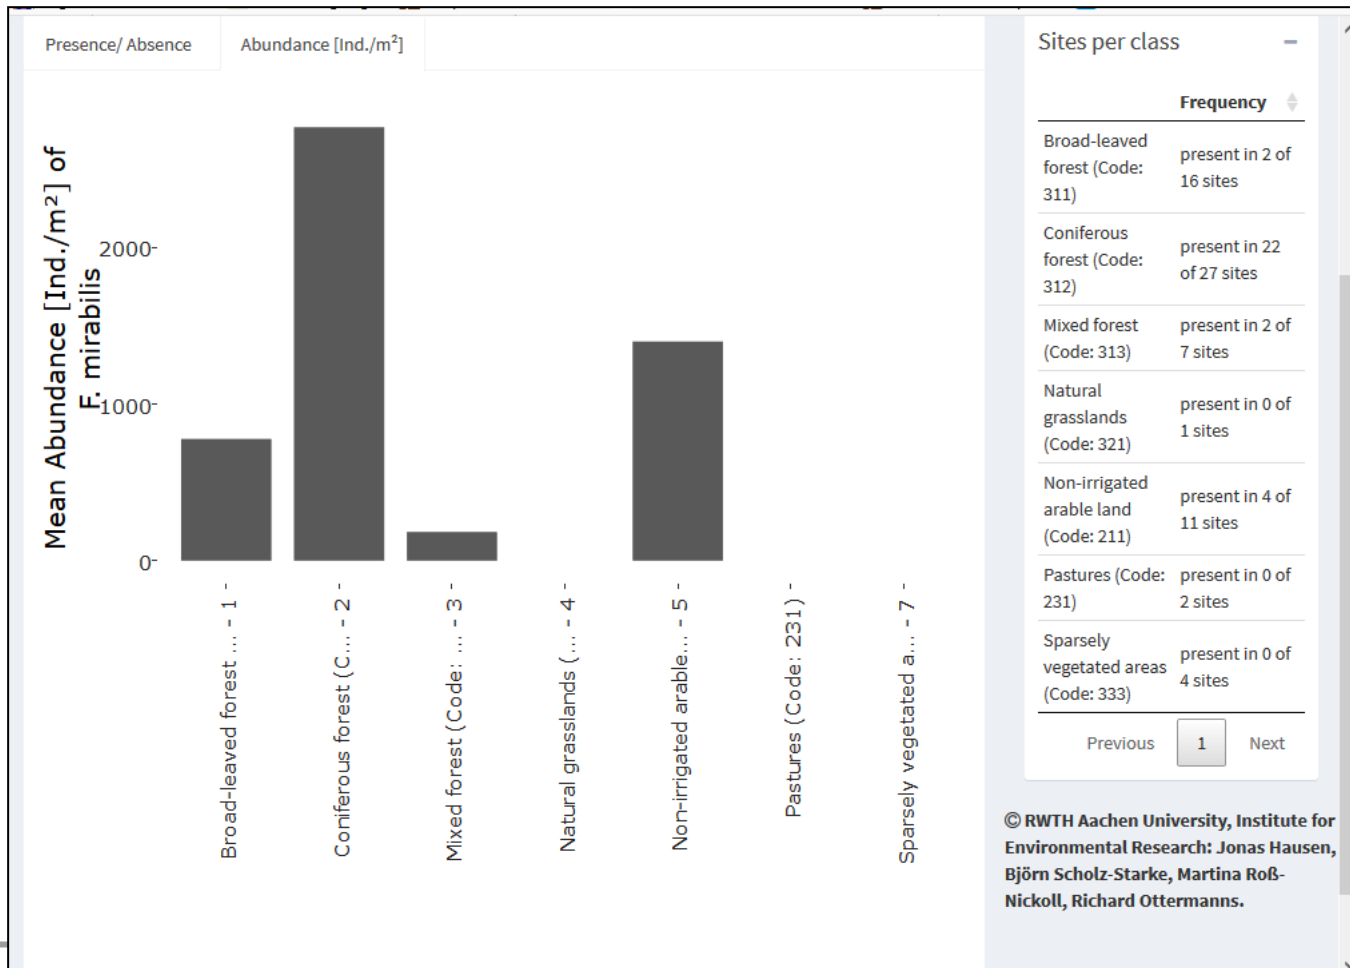 Presence/ Absence
Abundance [Ind./m²]
Mean Abundance [Ind./m²] of
F. mirabilis
2000
1000
0
Broad-leaved forest ... - 1
Coniferous forest (C... - 2
Mixed forest (Code: ... - 3
Natural grasslands (... - 4
Non-irrigated arable... - 5
Pastures (Code: 231)
Sparsely vegetated a... - 7
Sites per class
Frequency
Broad-leaved
forest (Code:
311)
present in 2 of
16 sites
Coniferous
forest (Code:
312)
present in 22
of 27 sites
Mixed forest
(Code: 313)
present in 2 of
7 sites
Natural
grasslands
(Code: 321)
present in 0 of
1 sites
Non-irrigated
arable land
(Code: 211)
present in 4 of
11 sites
Pastures (Code:
231)
present in 0 of
2 sites
Sparsely
vegetated areas
(Code: 333)
present in 0 of
4 sites
Previous
1
Next
© RWTH Aachen University, Institute for
Environmental Research: Jonas Hausen,
Björn Scholz-Starke, Martina Roß-
Nickoll, Richard Ottermanns.